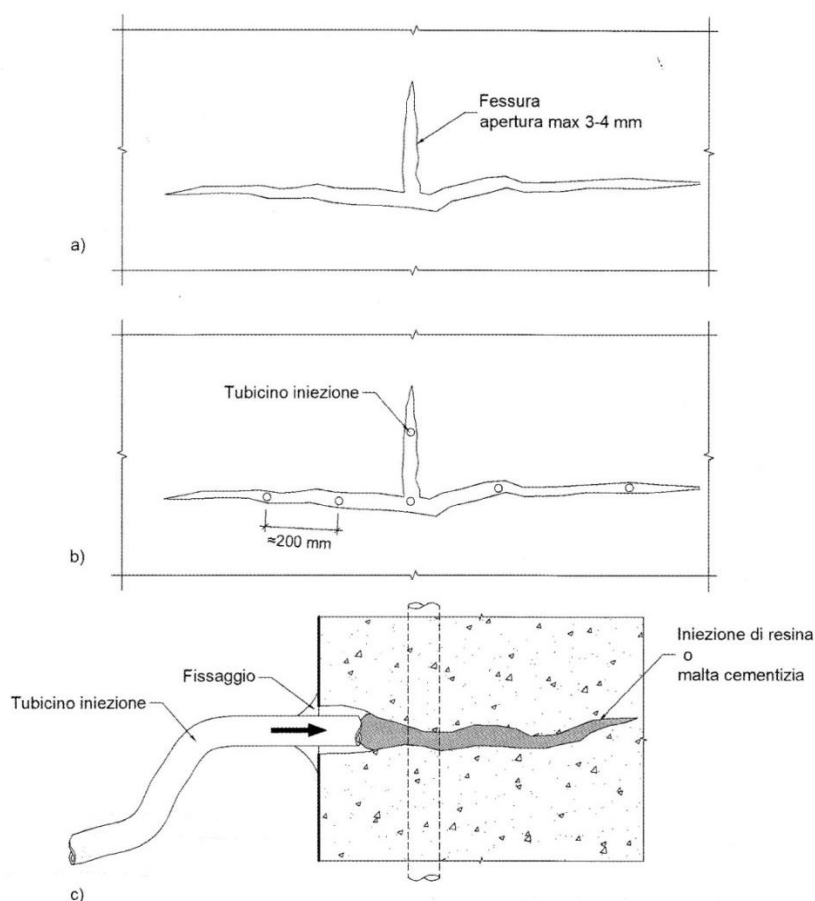 Fessura
apertura max 3-4 mm
a)
Tubicino iniezione
≈200 mm
b)
Iniezione di resina
o
malta cementizia
Fissaggio
Tubicino iniezione
c)